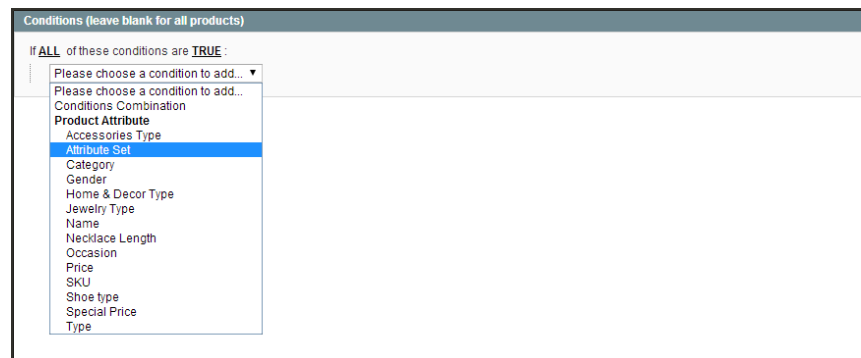 Conditions (leave blank for all products)
If ALL of these conditions are TRUE :
Please choose a condition to add...
Please choose a condition to add...
Conditions Combination
Product Attribute
Accessories Type
Attribute Set
Category
Gender
Home & Decor Type
Jewelry Type
Name
Necklace Length
Occasion
Price
SKU
Shoe type
Special Price
Type